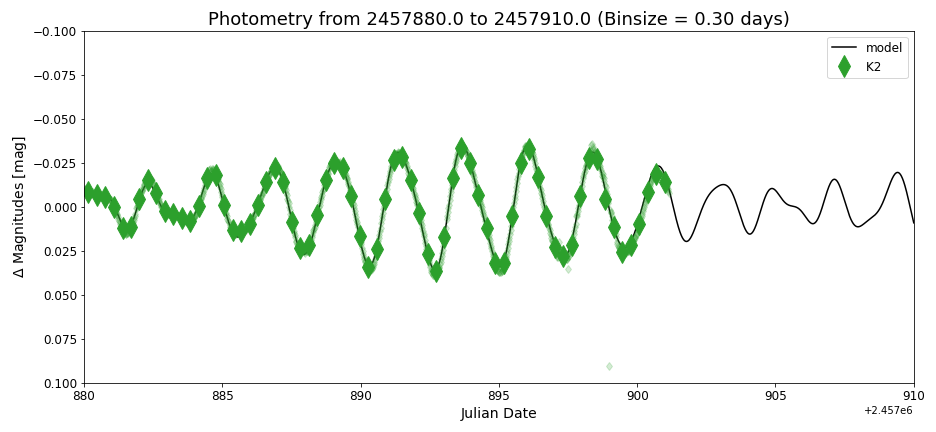 Photometry from 2457880.0 to 2457910.0 (Binsize = 0.30 days)
−0.100
−0.075
−0.050
−0.025
0.000
0.025
0.050
0.075
0.100
Δ Magnitudes [mag]
model
K2
880 885 890 895 900 905 910
+2.457e6
Julian Date